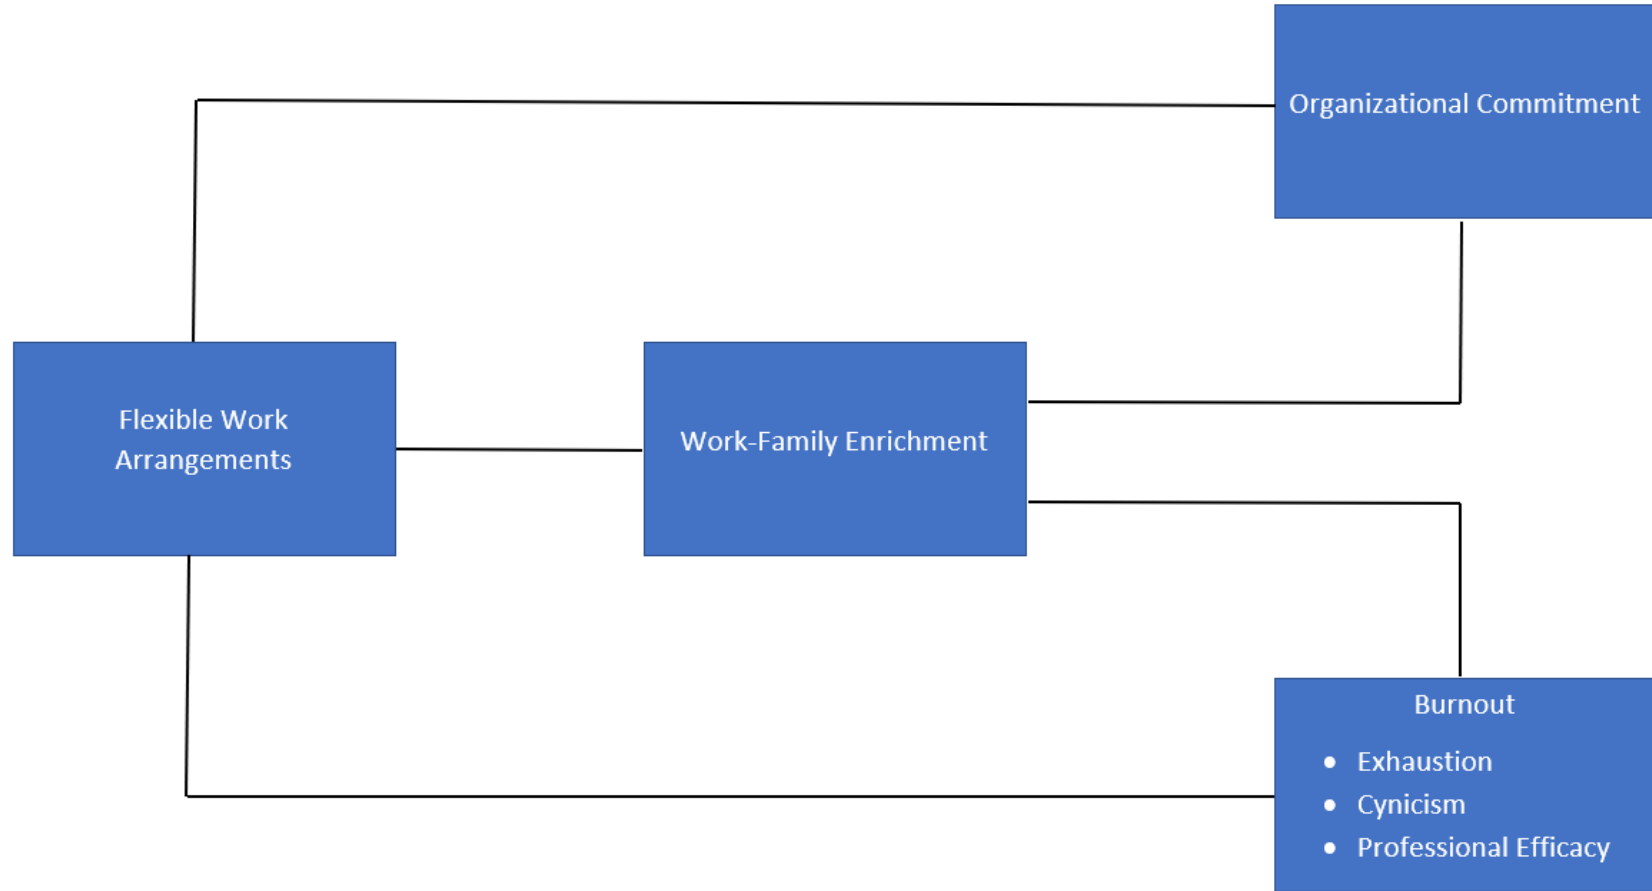 Organizational Commitment
Flexible Work
Arrangements
Work-Family Enrichment
Burnout
• Exhaustion
• Cynicism
• Professional Efficacy